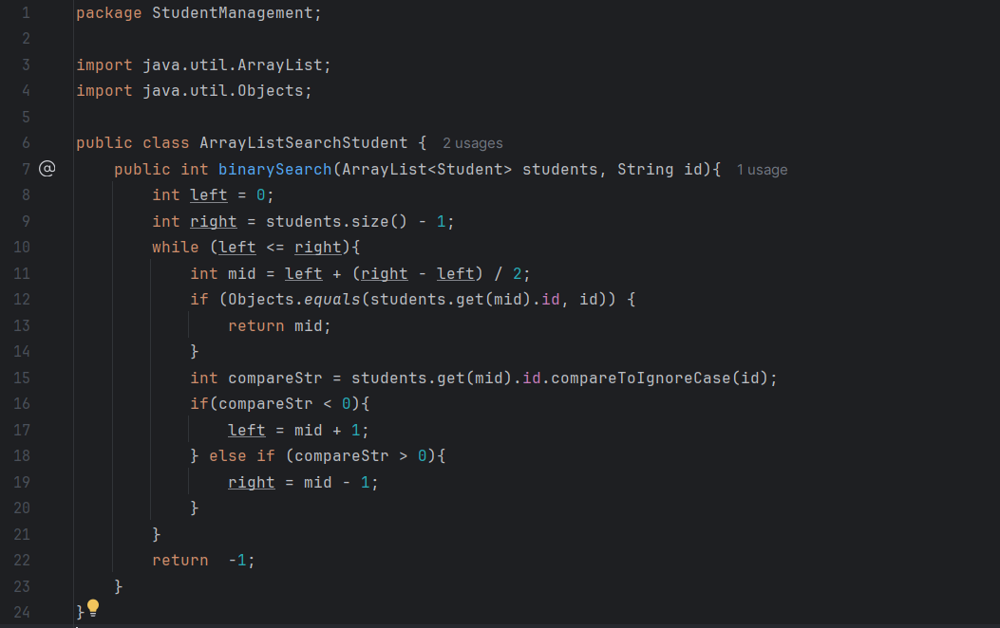 1 package StudentManagement;
2
3 import java.util.ArrayList;
4 import java.util.Objects;
5
6 public class ArrayListSearchStudent { 2 usages
7 @ public int binarySearch(ArrayList<Student> students, String id){ 1 usage
8 int left = 0;
9 int right = students.size() - 1;
10 while (left <= right){
11 int mid = left + (right - left) / 2;
12 if (Objects.equals(students.get(mid).id, id)) {
13 return mid;
14 }
15 int compareStr = students.get(mid).id.compareToIgnoreCase(id);
16 if(compareStr < 0){
17 left = mid + 1;
18 } else if (compareStr > 0){
19 right = mid - 1;
20 }
21 }
22 return  -1;
23 }
24 }